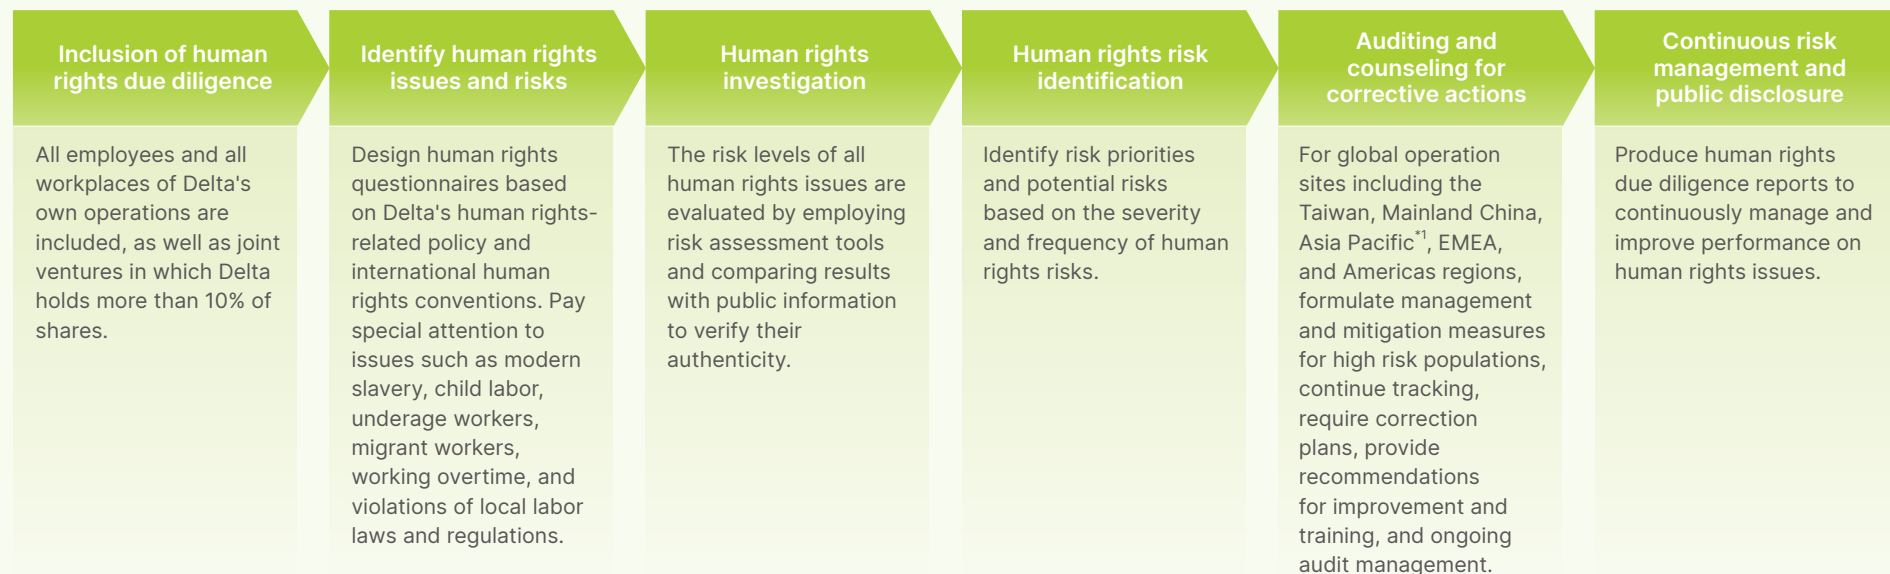 Inclusion of human
rights due diligence
All employees and all
workplaces of Delta's
own operations are
included, as well as joint
ventures in which Delta
holds more than 10% of
shares.
Identify human rights
issues and risks
Design human rights
questionnaires based
on Delta's human rights-
related policy and
international human
rights conventions. Pay
special attention to
issues such as modern
slavery, child labor,
underage workers,
migrant workers,
working overtime, and
violations of local labor
laws and regulations.
Human rights
investigation
The risk levels of all
human rights issues are
evaluated by employing
risk assessment tools
and comparing results
with public information
to verify their
authenticity.
Human rights risk
identification
Identify risk priorities
and potential risks
based on the severity
and frequency of human
rights risks.
Auditing and
counseling for
corrective actions
For global operation
sites including the
Taiwan, Mainland China,
Asia Pacific*1, EMEA,
and Americas regions,
formulate management
and mitigation measures
for high risk populations,
continue tracking,
require correction
plans, provide
recommendations
for improvement and
training, and ongoing
audit management.
Continuous risk
management and
public disclosure
Produce human rights
due diligence reports to
continuously manage and
improve performance on
human rights issues.